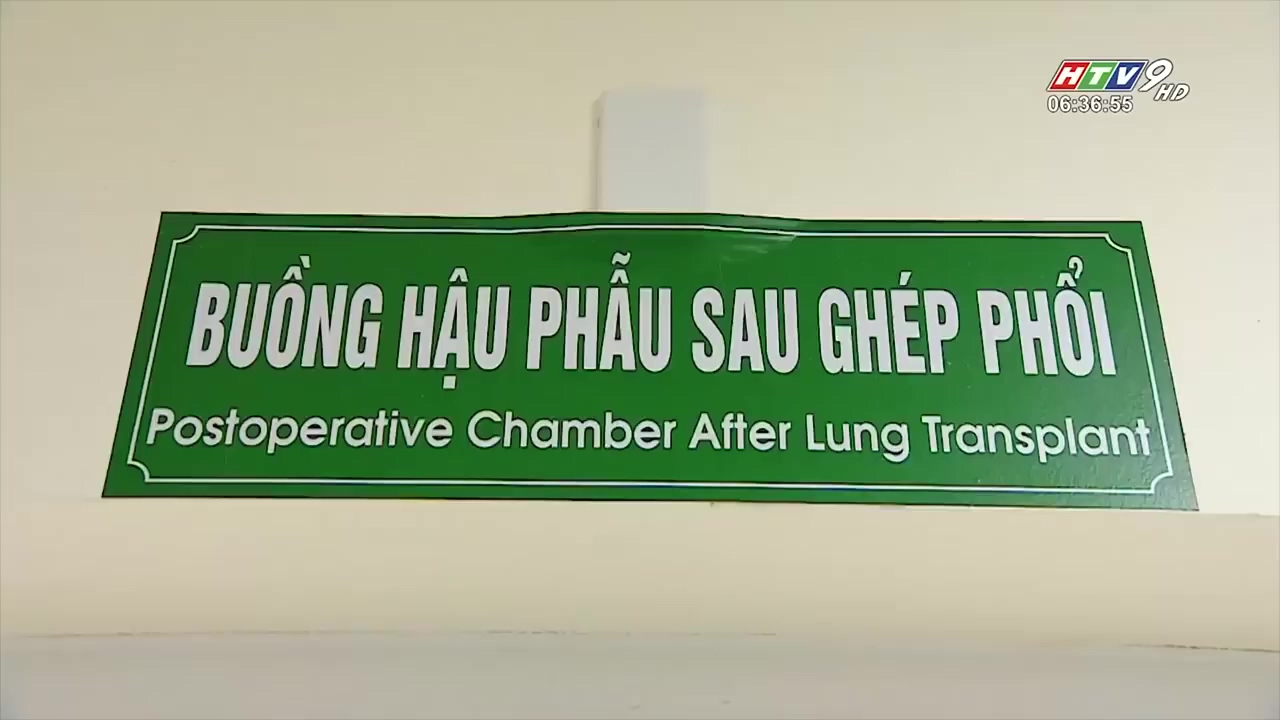 HTV9 HD
06:36:55
BUỒNG HẬU PHẪU SAU GHÉP PHỔI
Postoperative Chamber After Lung Transplant